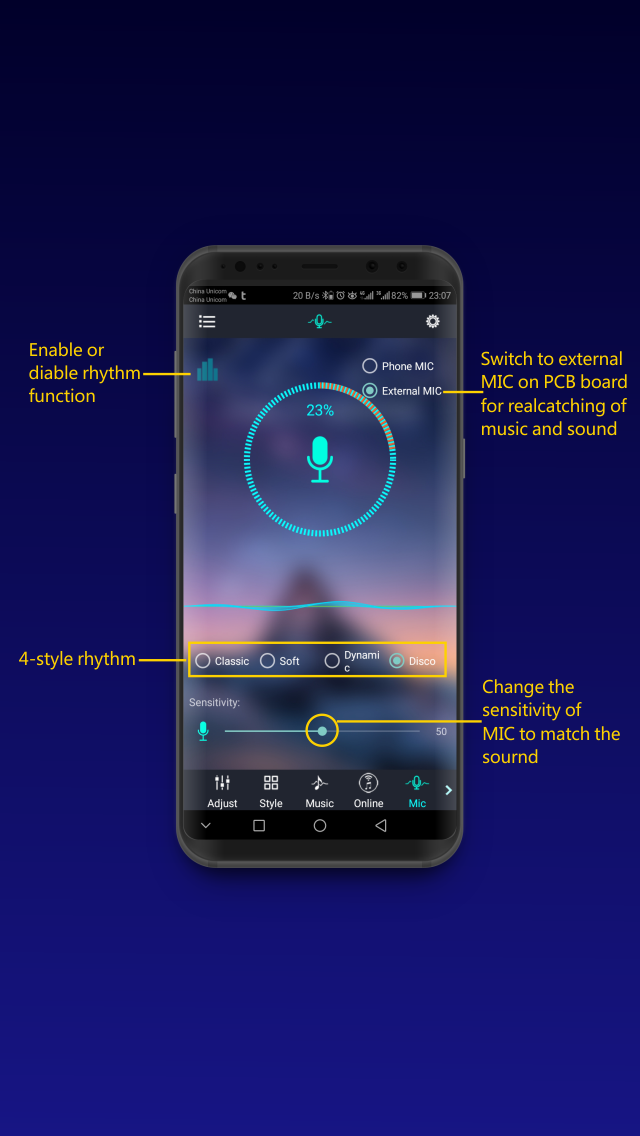 China Unicom
China Unicom
20 B/s
82%
23:07
Enable or
diable rhythm
function
Phone MIC
External MIC
Switch to external
MIC on PCB board
for realcatching of
music and sound
23%
4-style rhythm
Classic
Soft
Dynami
c
Disco
Sensitivity:
50
Change the
sensitivity of
MIC to match the
sournd
Adjust
Style
Music
Online
Mic